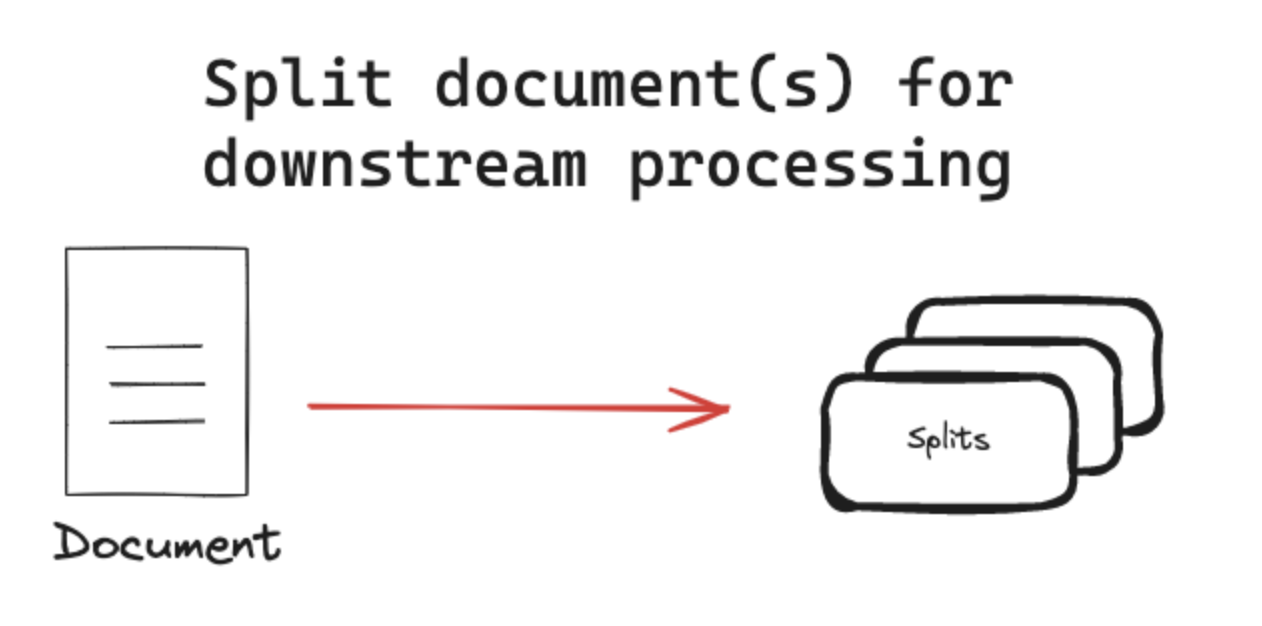 Split document(s) for
downstream processing
Splits
Document